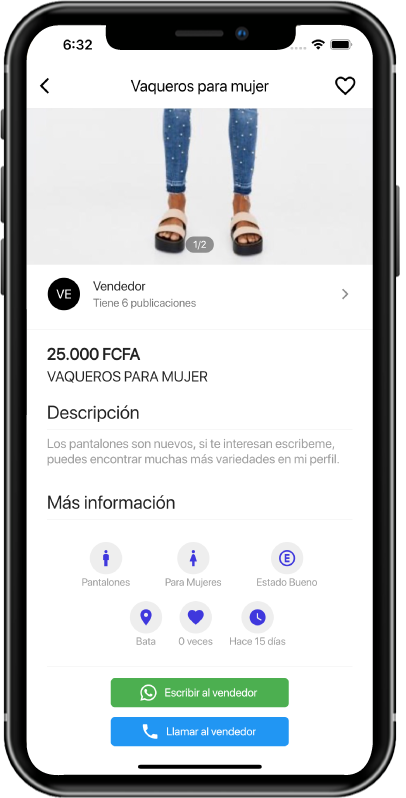 6:32
Vaqueros para mujer
1/2
VE
Vendedor
Tiene 6 publicaciones
25.000 FCFA
VAQUEROS PARA MUJER
Descripción
Los pantalones son nuevos, si te interesan escribeme,
puedes encontrar muchas más variedades en mi perfil.
Más información
E
Pantalones Para Mujeres Estado Bueno
Bata 0 veces Hace 15 días
Escribir al vendedor
Llamar al vendedor